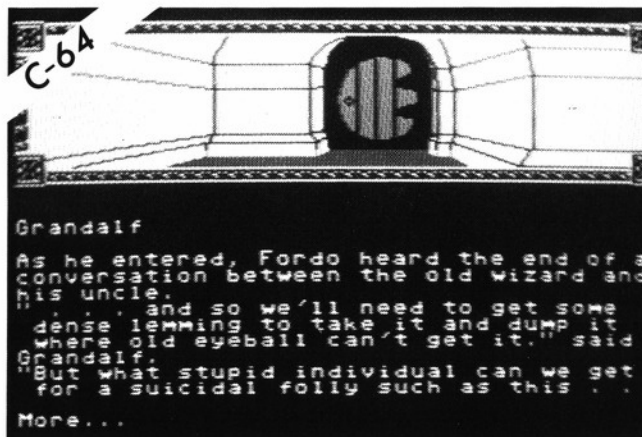 C-64
Grandalf
As he entered, Fordo heard the end of a
conversation between the old wizard and
his uncle.
" . . . and so we'll need to get some
dense lemming to take it and dump it
where old eyeball can't get it." said
Grandalf.
"But what stupid individual can we get
for a suicidal folly such as this . .
More...